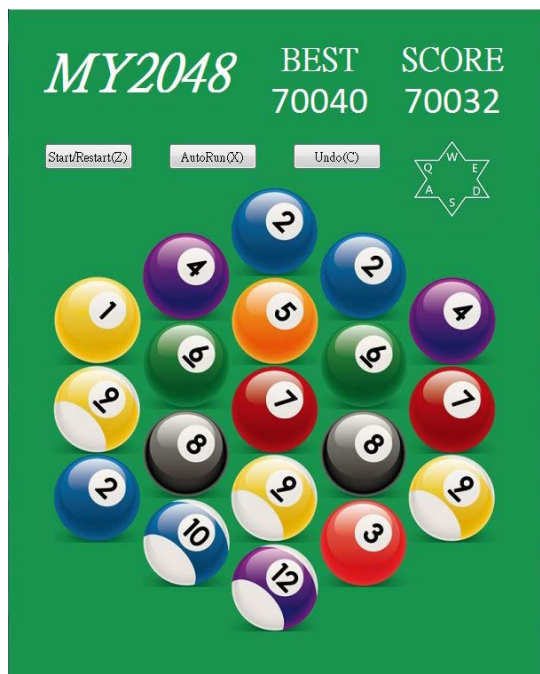 MY2048 BEST SCORE
70040 70032
Start/Restart(Z) AutoRun(X) Undo(C)
W
Q E
A D
S
2
4 2
1 5 4
6 6
9 7 7
8 8
2 9 9
10 3
12